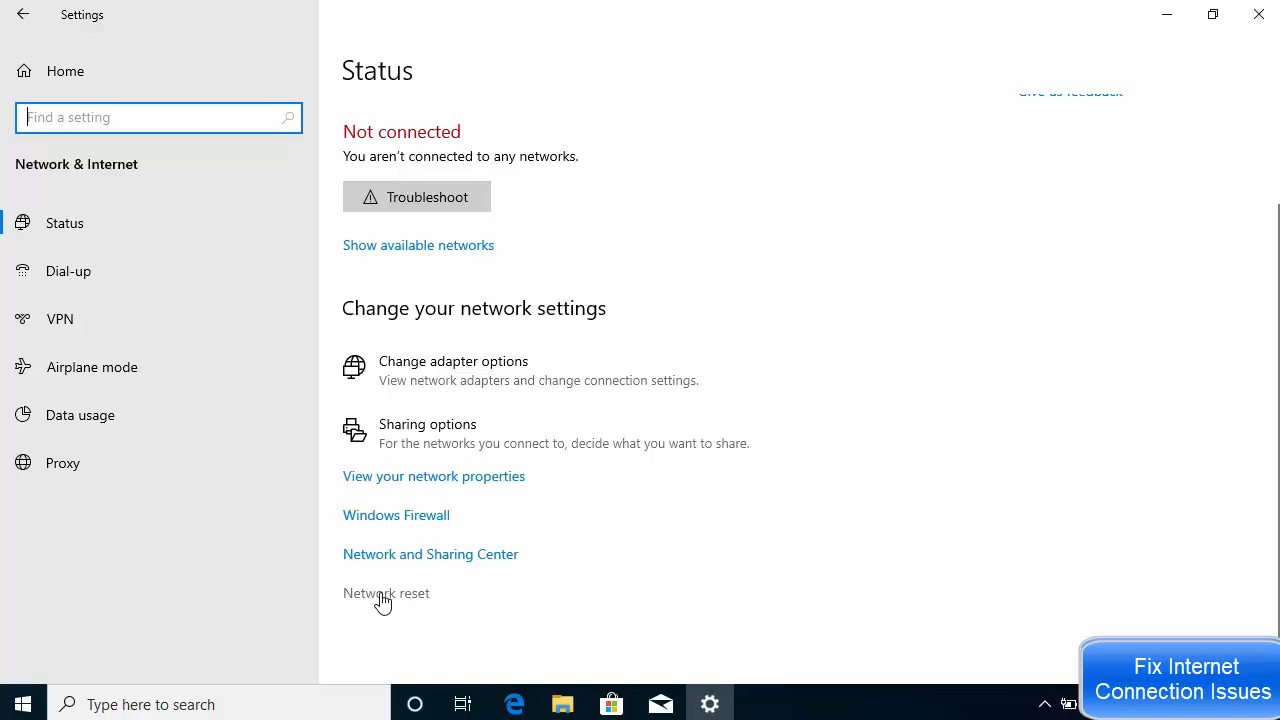 Settings
Home
Find a setting
Network & Internet
Status
Dial-up
VPN
Airplane mode
Data usage
Proxy
Status
Give us feedback
Not connected
You aren't connected to any networks.
Troubleshoot
Show available networks
Change your network settings
Change adapter options
View network adapters and change connection settings.
Sharing options
For the networks you connect to, decide what you want to share.
View your network properties
Windows Firewall
Network and Sharing Center
Network reset
Fix Internet
Connection Issues
Type here to search